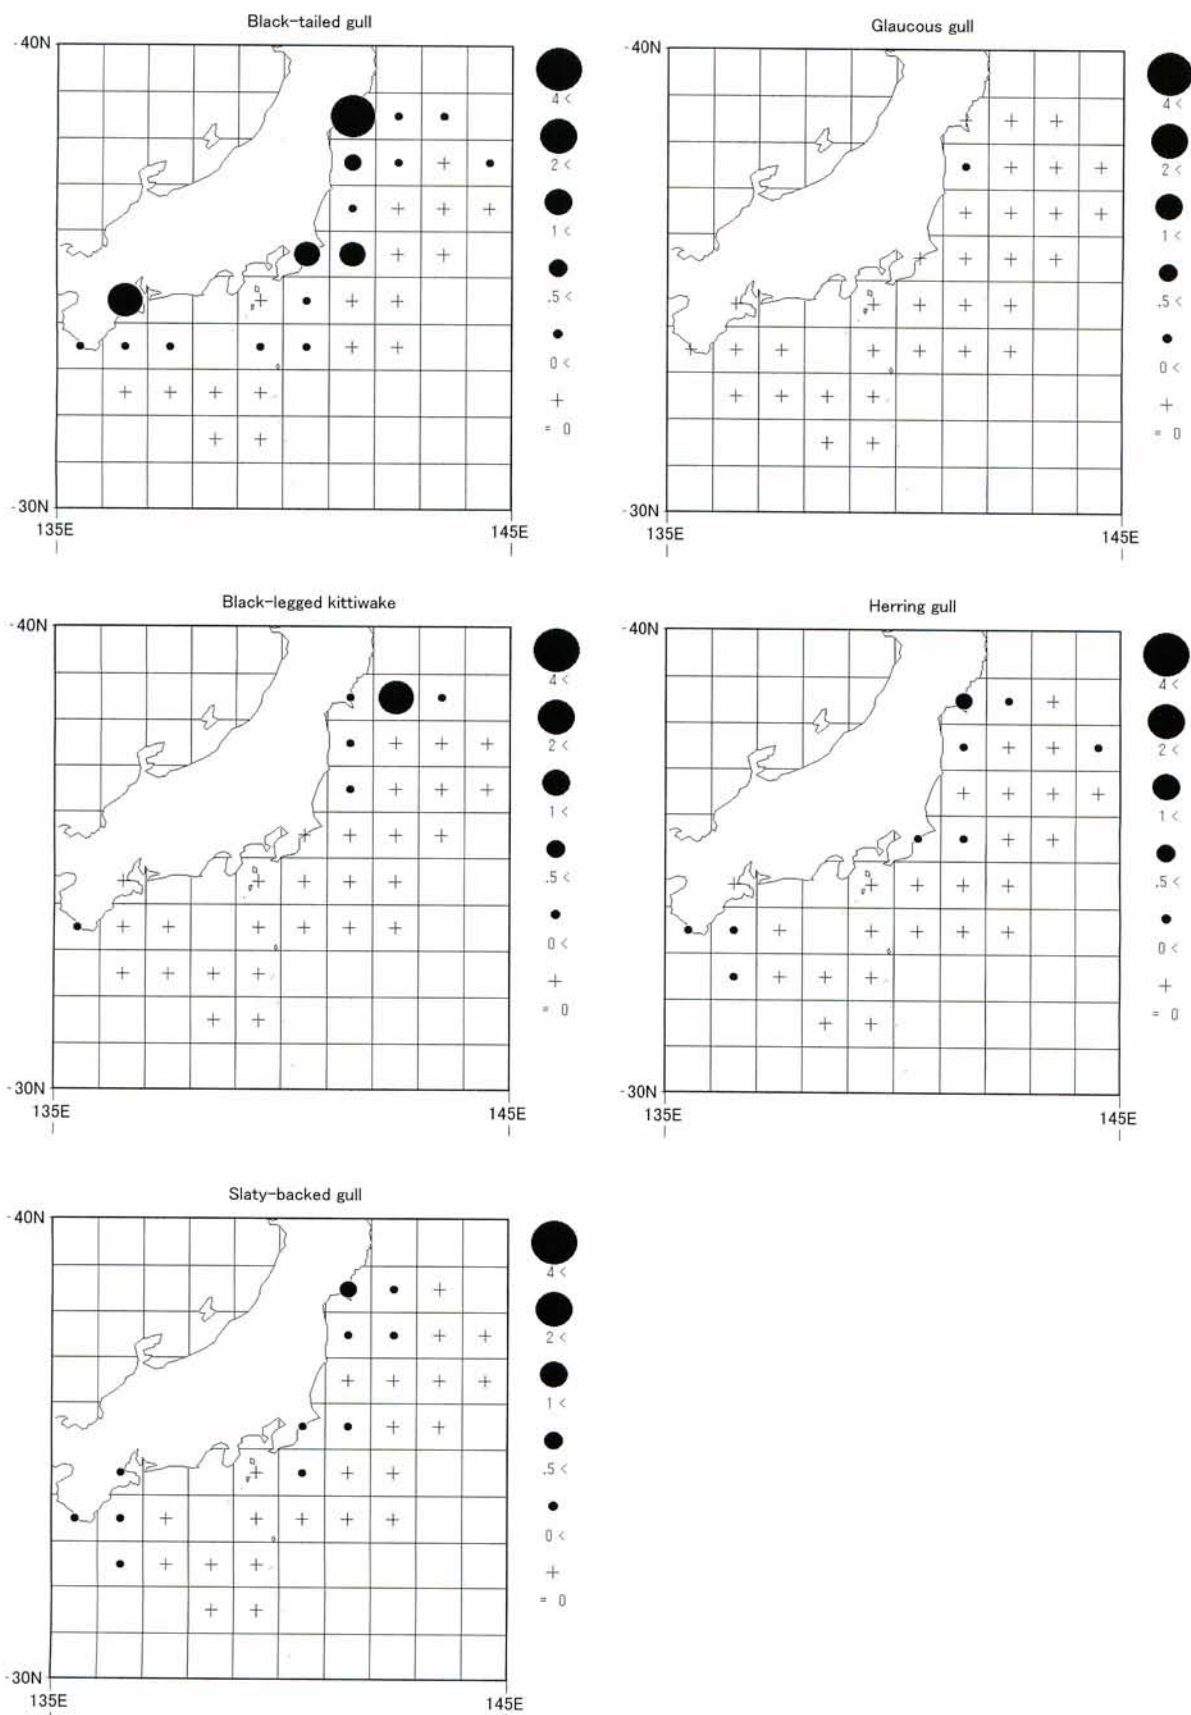 Black-tailed gull
-40N
4 <
2 <
1 <
.5 <
0 <
+
= 0
-30N
135E
145E
Glaucous gull
-40N
4 <
2 <
1 <
.5 <
0 <
+
= 0
-30N
135E
145E
Black-legged kittiwake
-40N
4 <
2 <
1 <
.5 <
0 <
+
= 0
-30N
135E
145E
Herring gull
-40N
4 <
2 <
1 <
.5 <
0 <
+
= 0
-30N
135E
145E
Slaty-backed gull
-40N
4 <
2 <
1 <
.5 <
0 <
+
= 0
-30N
135E
145E